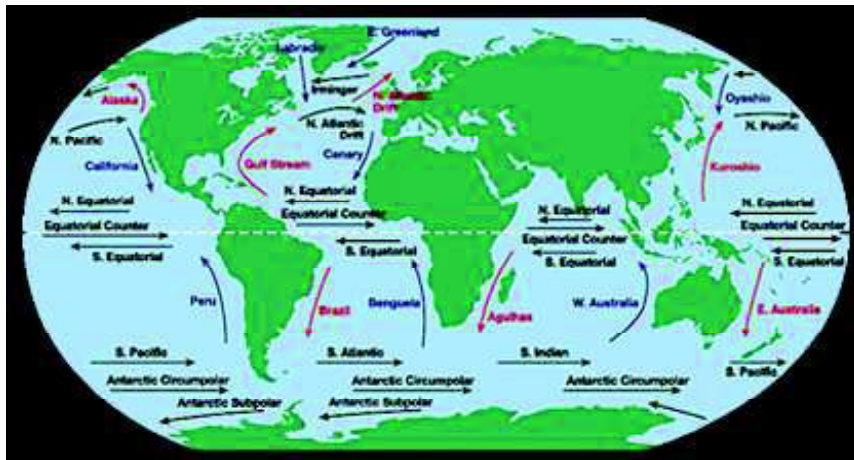 E. Greenland
Labrador
Irminger
Alaska
N. Atlantic
Drift
Oyashio
N. Pacific
N. Atlantic
Drift
N. Pacific
California
Gulf Stream
Canary
Kuroshio
N. Equatorial
N. Equatorial
N. Equatorial
N. Equatorial
Equatorial Counter
Equatorial Counter
Equatorial Counter
Equatorial Counter
S. Equatorial
S. Equatorial
S. Equatorial
S. Equatorial
Peru
Brazil
Benguela
Agulhas
W. Australia
E. Australia
S. Pacific
S. Atlantic
S. Indian
S. Pacific
Antarctic Circumpolar
Antarctic Circumpolar
Antarctic Circumpolar
Antarctic Subpolar
Antarctic Subpolar